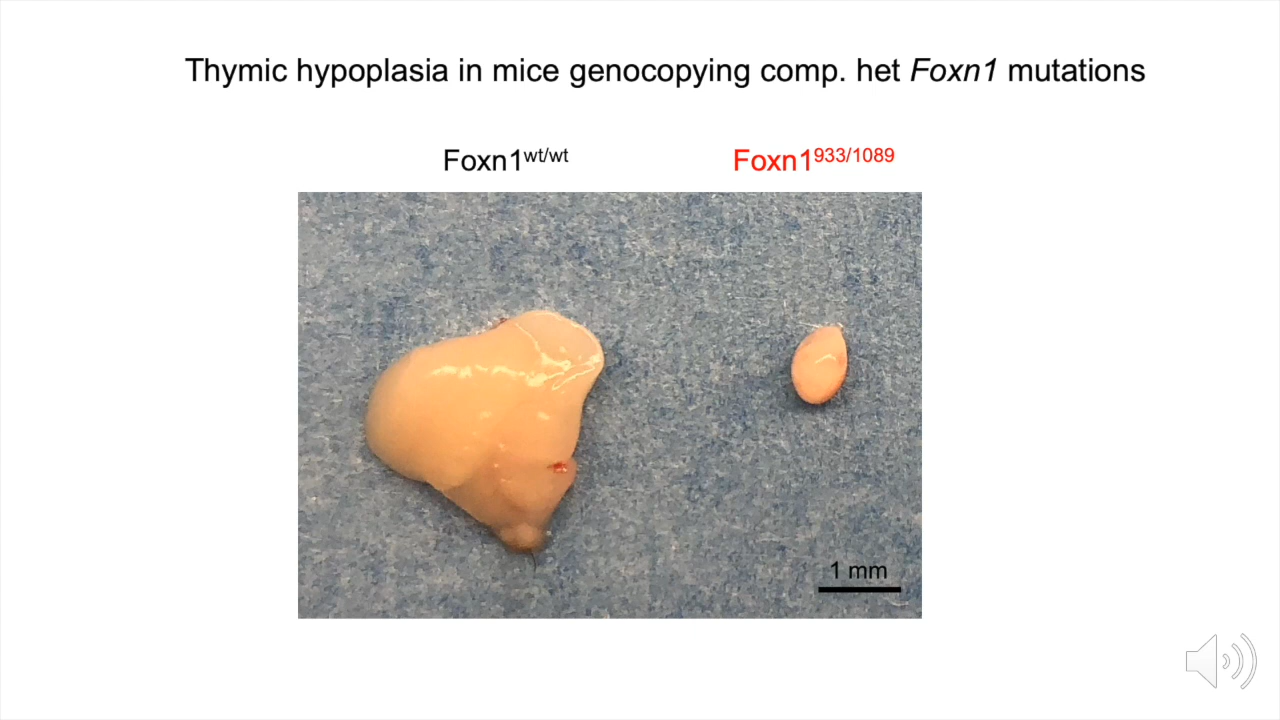 Thymic hypoplasia in mice genocopying comp. het Foxn1 mutations
Foxn1wt/wt Foxn1933/1089
1 mm